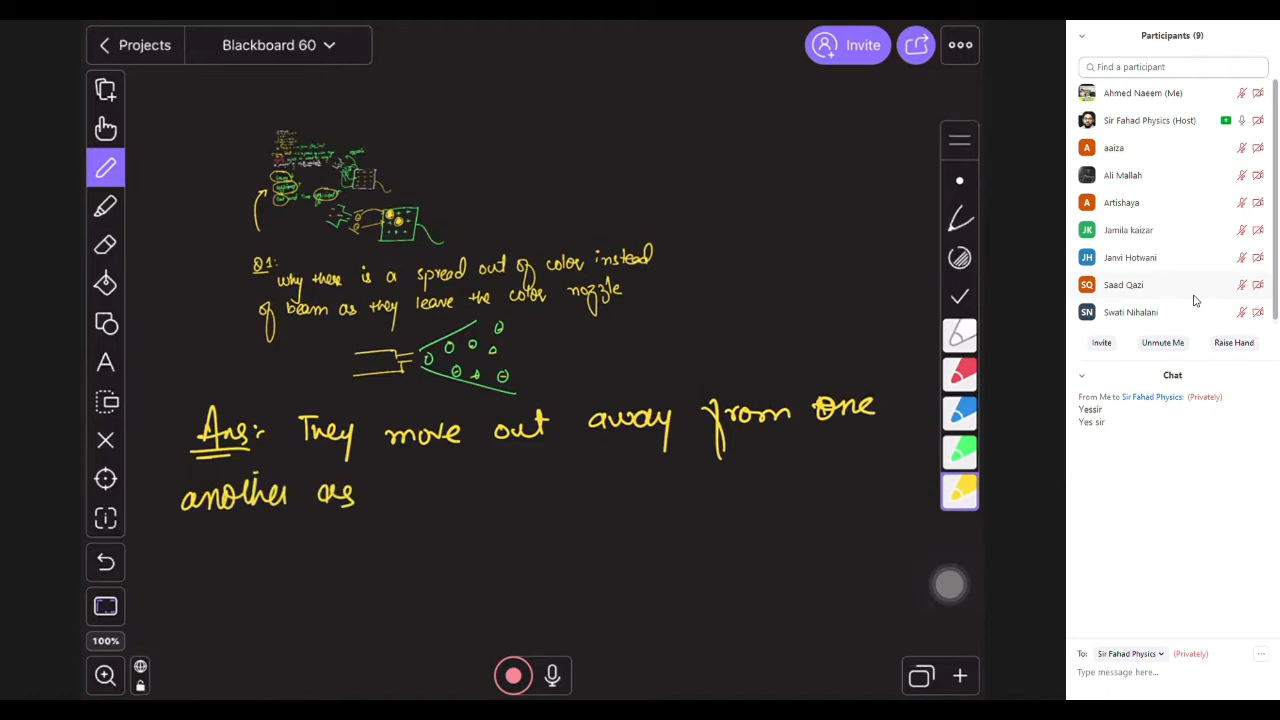 Projects
Blackboard 60
Invite
Q1:
why there is a spread out of color instead
of beam as they leave the color nozzle
Ans:- They move out away from one
another as
100%
Participants (9)
Find a participant
Ahmed Naeem (Me)
Sir Fahad Physics (Host)
A aaiza
Ali Mallah
A Artishaya
JK Jamila kaizar
JH Janvi Hotwani
SQ Saad Qazi
SN Swati Nihalani
Invite Unmute Me Raise Hand
Chat
From Me to Sir Fahad Physics: (Privately)
Yessir
Yes sir
To: Sir Fahad Physics (Privately)
Type message here...